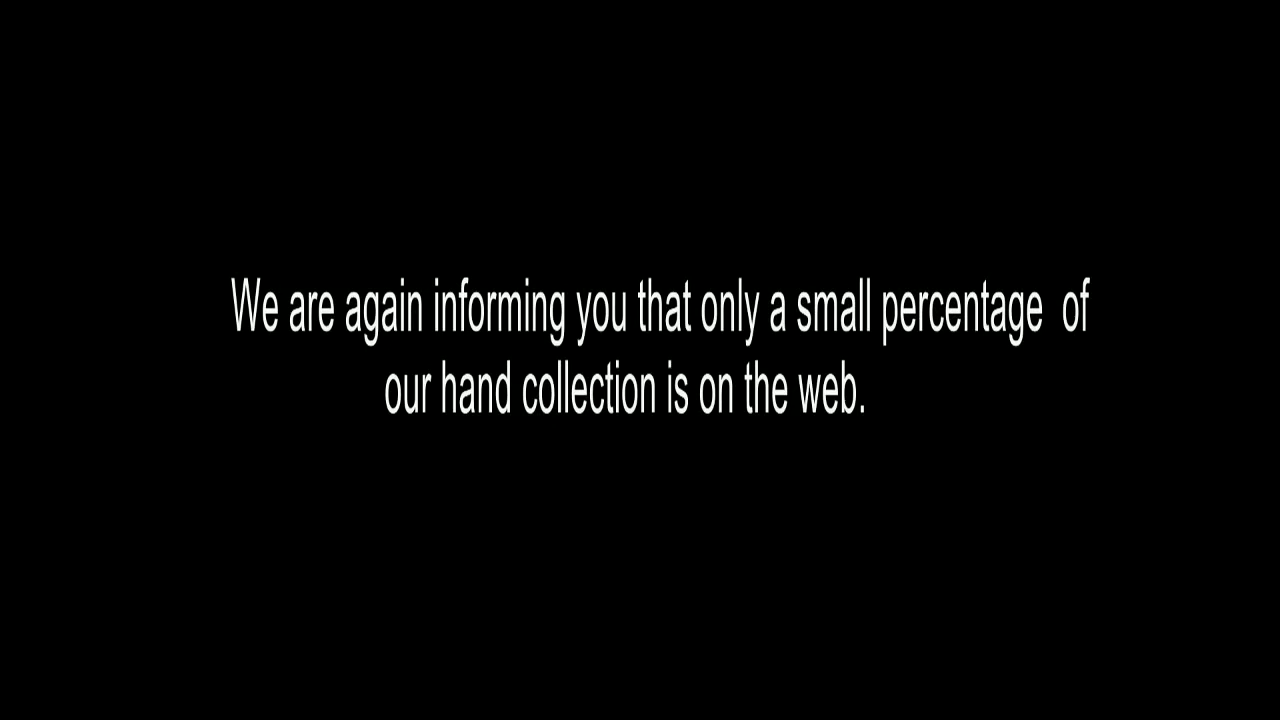 We are again informing you that only a small percentage  of
our hand collection is on the web.